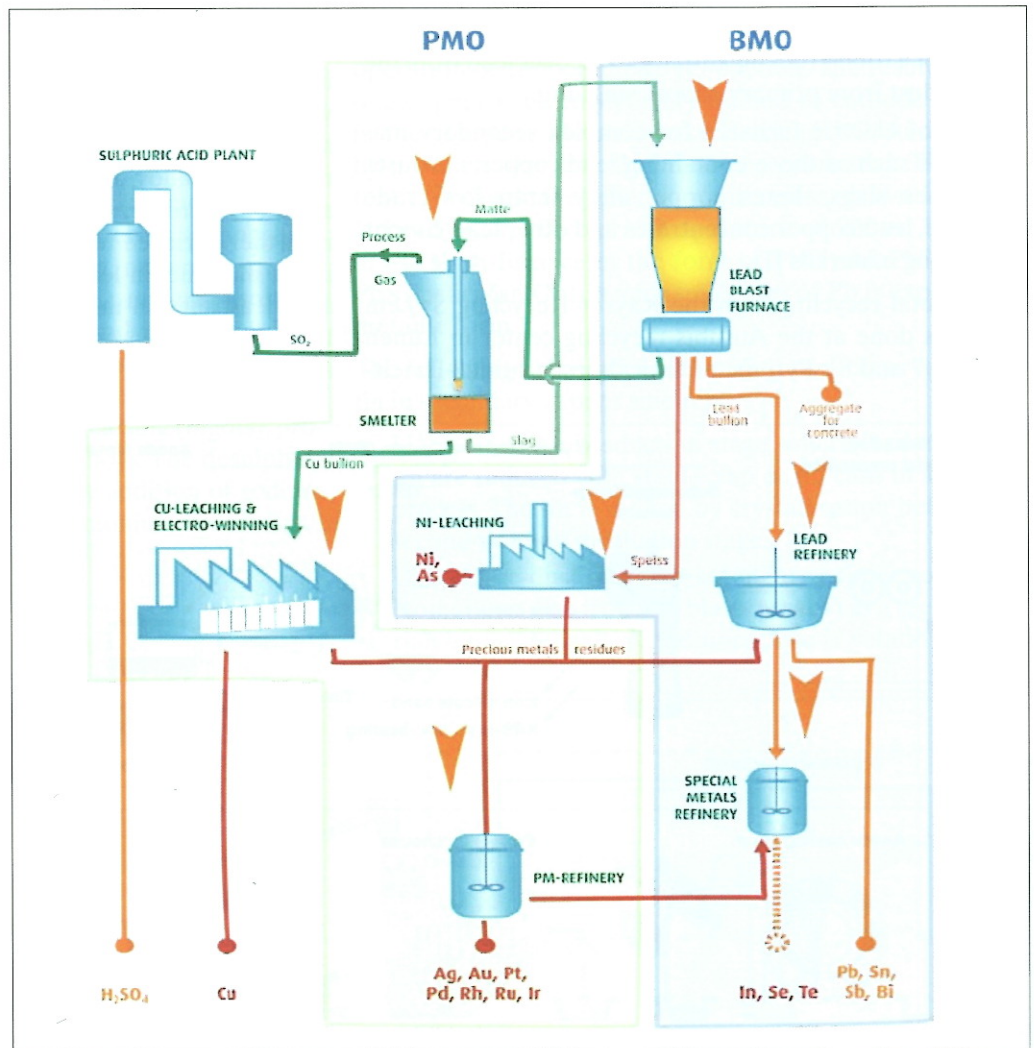 PMO
BMO
SULPHURIC ACID PLANT
Matte
Process
Gas
SO₂
LEAD
BLAST
FURNACE
SMELTER
Slag
Cu bullion
Lead
bullion
Aggregate
for
concrete
CU-LEACHING &
ELECTRO-WINNING
NI-LEACHING
Ni,
As
Speiss
LEAD
REFINERY
Precious metals residues
SPECIAL
METALS
REFINERY
PM-REFINERY
H₂SO₄
Cu
Ag, Au, Pt,
Pd, Rh, Ru, Ir
In, Se, Te
Pb, Sn,
Sb, Bi